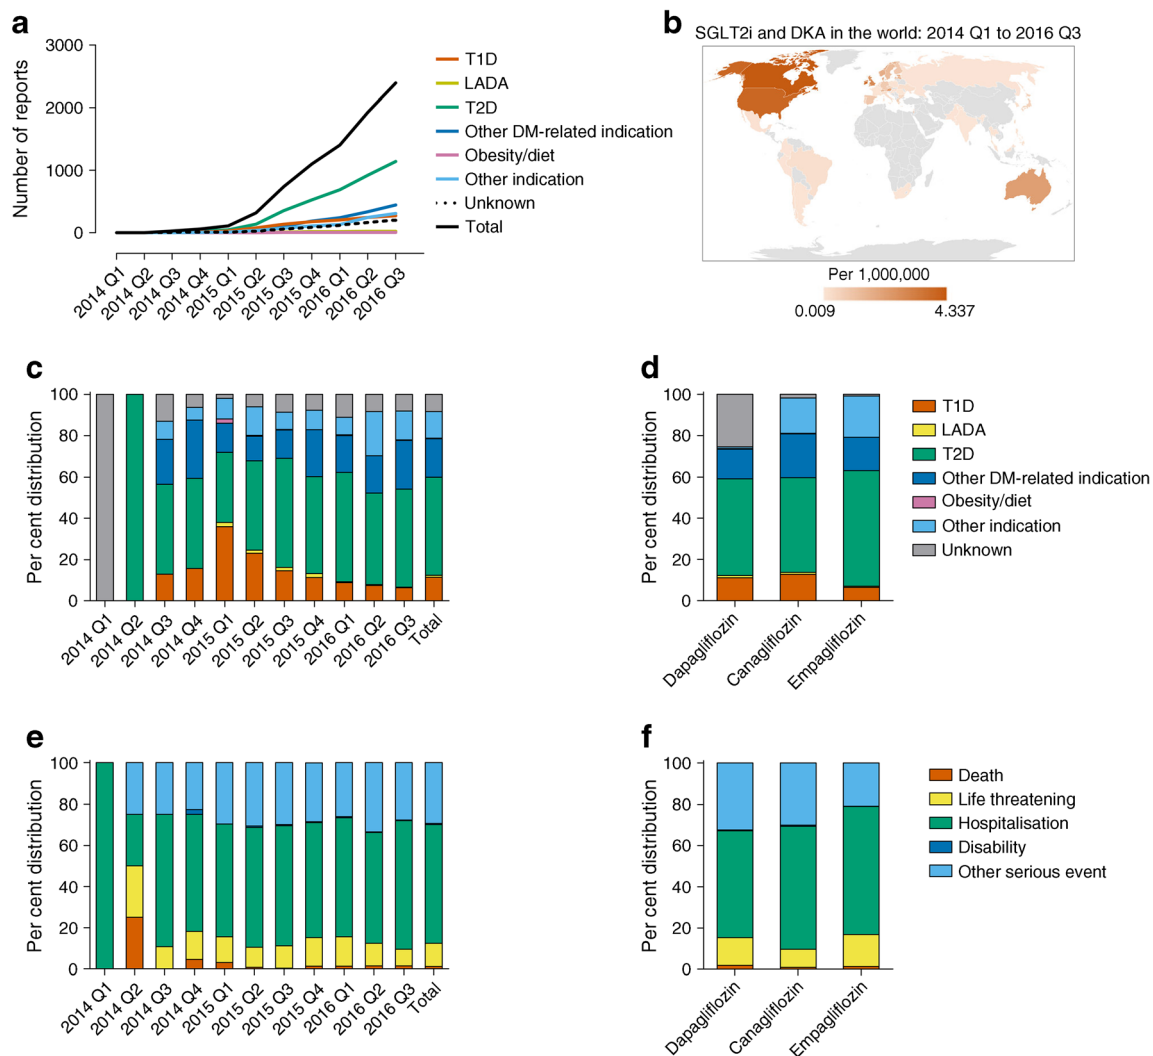 a
3000
2000
1000
0
Number of reports
2014 Q1
2014 Q2
2014 Q3
2014 Q4
2015 Q1
2015 Q2
2015 Q3
2015 Q4
2016 Q1
2016 Q2
2016 Q3
T1D
LADA
T2D
Other DM-related indication
Obesity/diet
Other indication
Unknown
Total
b
SGLT2i and DKA in the world: 2014 Q1 to 2016 Q3
Per 1,000,000
0.009
4.337
c
100
80
60
40
20
0
Per cent distribution
2014 Q1
2014 Q2
2014 Q3
2014 Q4
2015 Q1
2015 Q2
2015 Q3
2015 Q4
2016 Q1
2016 Q2
2016 Q3
Total
d
100
80
60
40
20
0
Per cent distribution
Dapagliflozin
Canagliflozin
Empagliflozin
T1D
LADA
T2D
Other DM-related indication
Obesity/diet
Other indication
Unknown
e
100
80
60
40
20
0
Per cent distribution
2014 Q1
2014 Q2
2014 Q3
2014 Q4
2015 Q1
2015 Q2
2015 Q3
2015 Q4
2016 Q1
2016 Q2
2016 Q3
Total
f
100
80
60
40
20
0
Per cent distribution
Dapagliflozin
Canagliflozin
Empagliflozin
Death
Life threatening
Hospitalisation
Disability
Other serious event